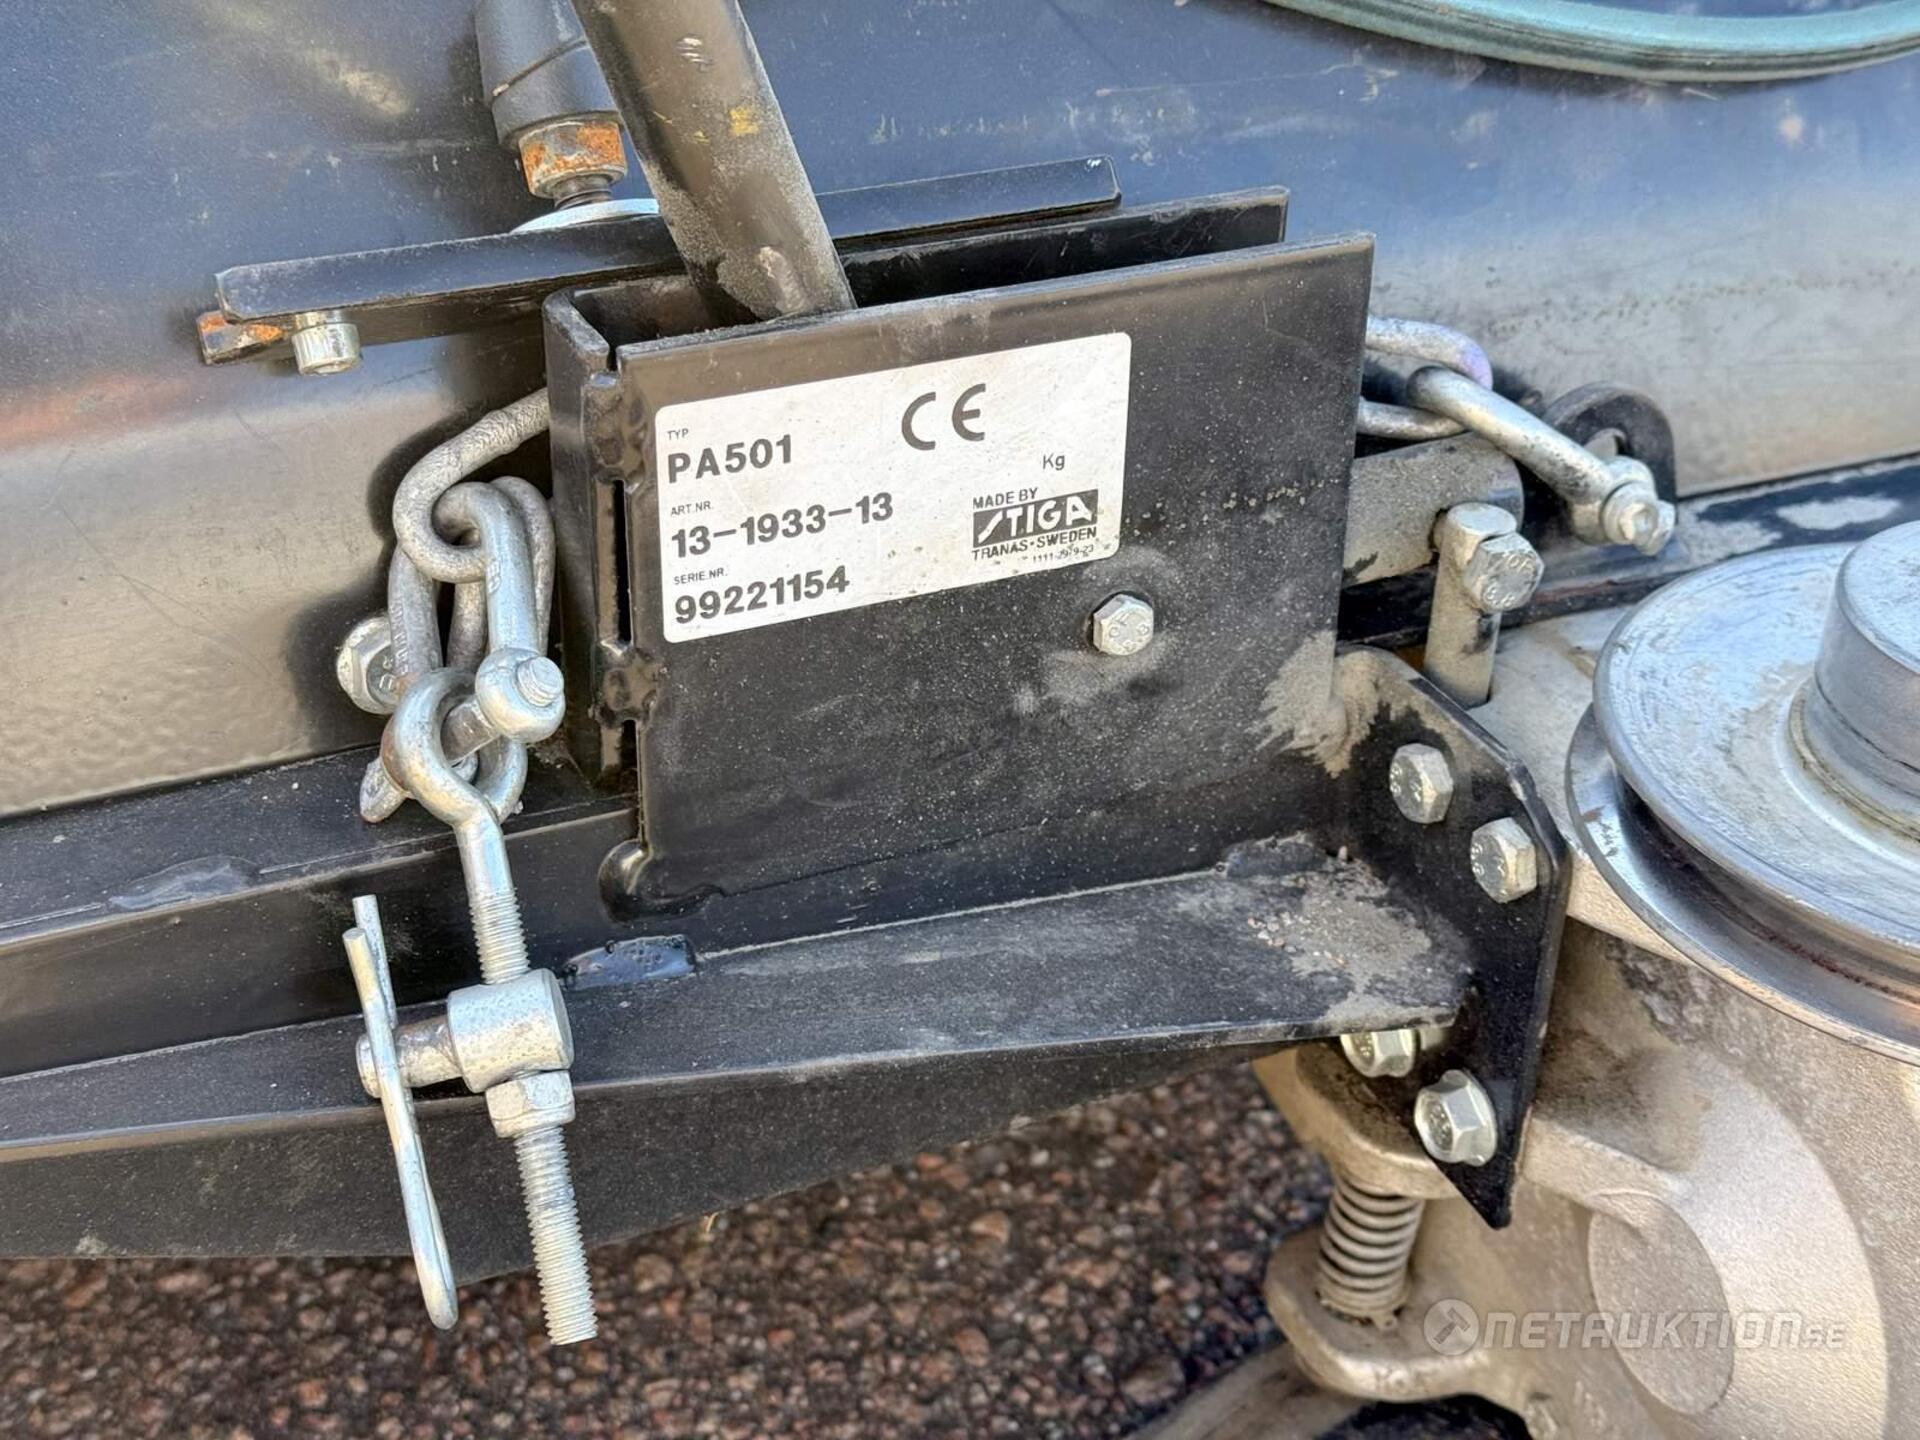 TYP
PA501
CE
Kg
ART.NR.
13-1933-13
MADE BY
STIGA
TRANAS·SWEDEN
SERIE.NR.
99221154
NETAUKTION.SE